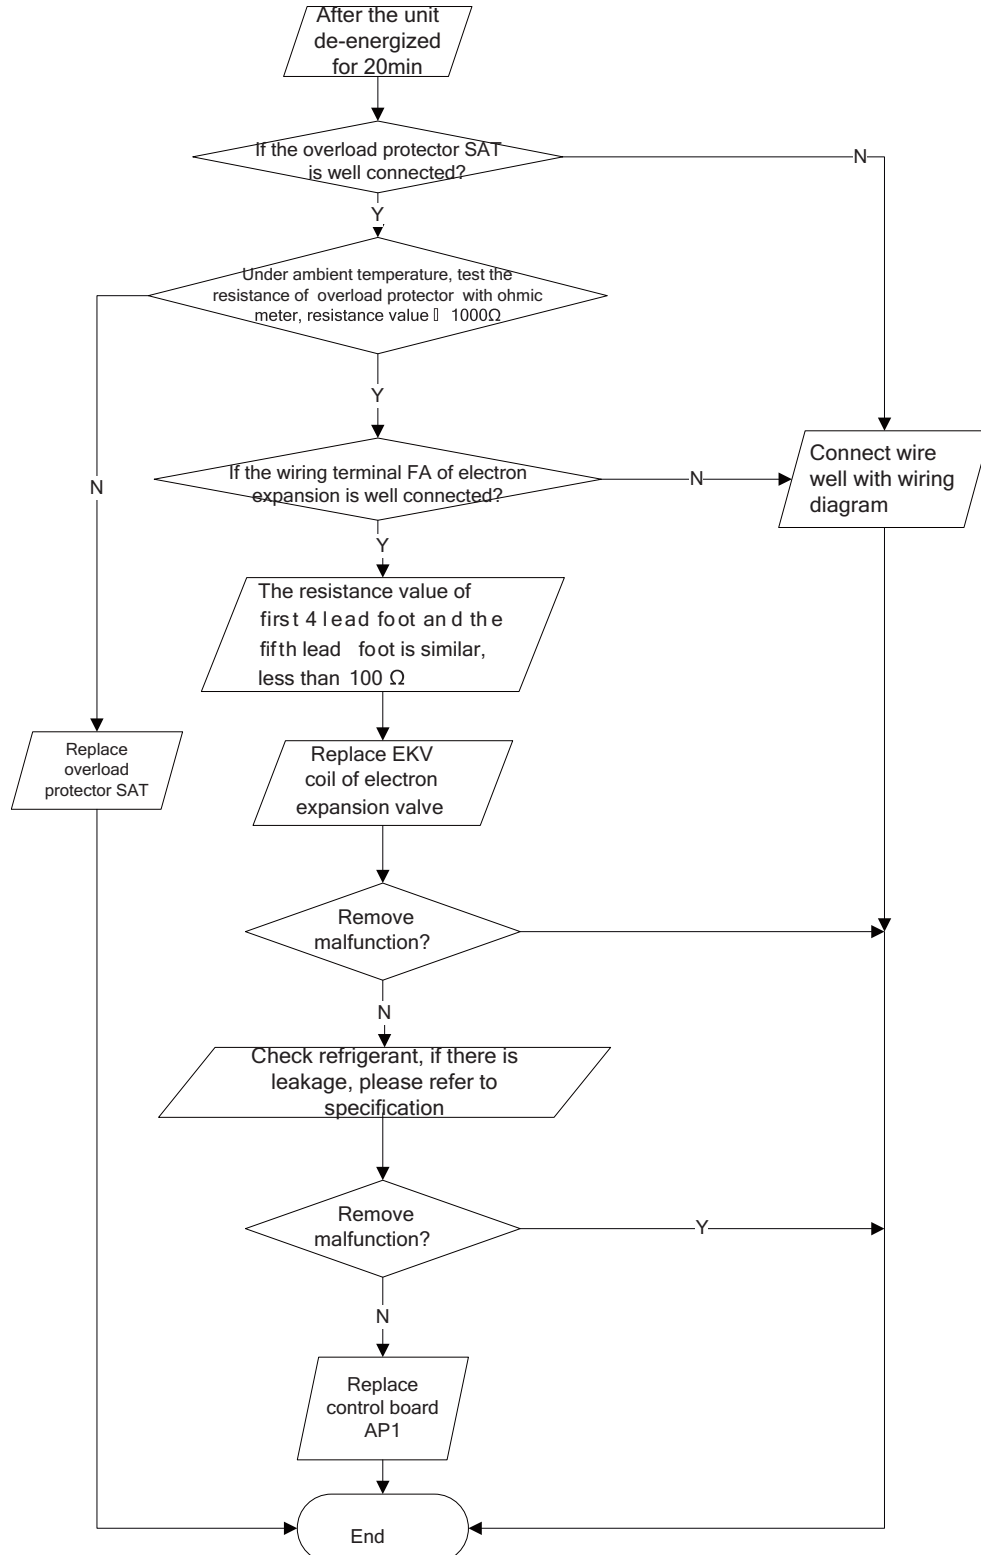 After the unit
de-energized
for 20min
If the overload protector SAT
is well connected?
N
Y
Under ambient temperature, test the
resistance of overload protector with ohmic
meter, resistance value 1000Ω
Y
N
If the wiring terminal FA of electron
expansion is well connected?
N
Connect wire
well with wiring
diagram
Y
The resistance value of
first 4 lead foot and the
fifth lead foot is similar,
less than 100 Ω
Replace
overload
protector SAT
Replace EKV
coil of electron
expansion valve
Remove
malfunction?
N
Check refrigerant, if there is
leakage, please refer to
specification
Remove
malfunction?
Y
N
Replace
control board
AP1
End